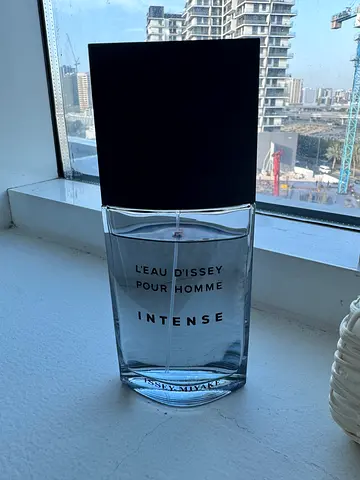 L'EAU D'ISSEY
POUR HOMME
INTENSE
ISSEY MIYAKE